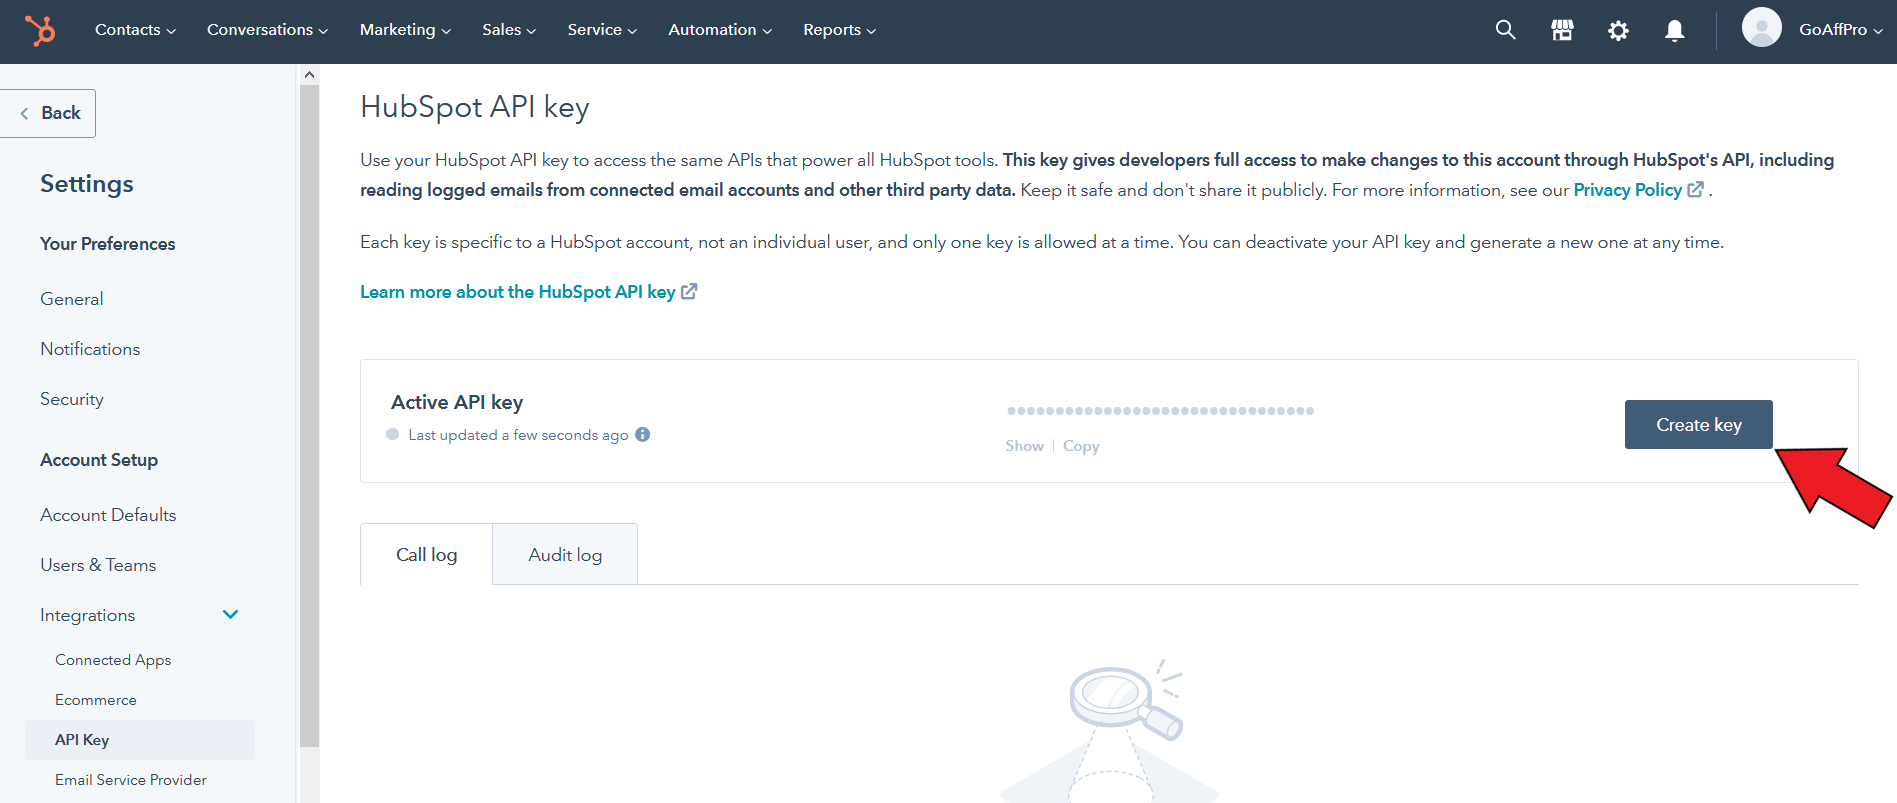 Contacts Conversations Marketing Sales Service Automation Reports GoAffPro
Back
Settings
Your Preferences
General
Notifications
Security
Account Setup
Account Defaults
Users & Teams
Integrations
Connected Apps
Ecommerce
API Key
Email Service Provider
HubSpot API key
Use your HubSpot API key to access the same APIs that power all HubSpot tools. This key gives developers full access to make changes to this account through HubSpot's API, including
reading logged emails from connected email accounts and other third party data. Keep it safe and don't share it publicly. For more information, see our Privacy Policy .
Each key is specific to a HubSpot account, not an individual user, and only one key is allowed at a time. You can deactivate your API key and generate a new one at any time.
Learn more about the HubSpot API key
Active API key
Last updated a few seconds ago
Show | Copy
Create key
Call log Audit log